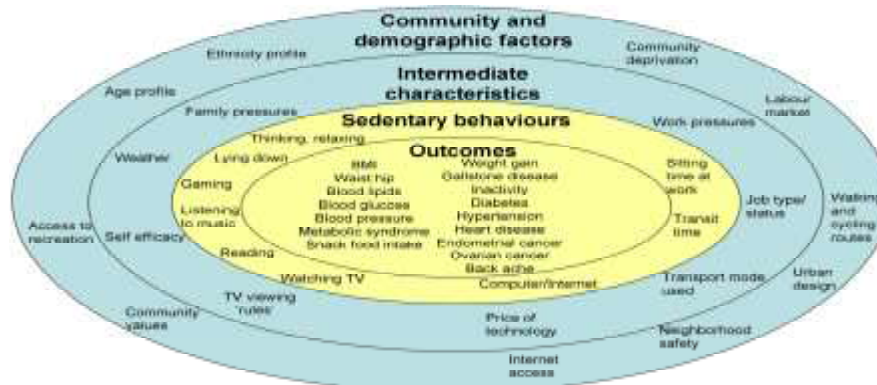 Community and
demographic factors
Ethnicity profile
Community
deprivation
Age profile
Intermediate
characteristics
Labour
market
Family pressures
Work pressures
Sedentary behaviours
Thinking, relaxing
Weather
Lying down
Outcomes
BMI
Waist hip
Blood lipids
Blood glucose
Blood pressure
Metabolic syndrome
Snack food intake
Weight gain
Gallstone disease
Inactivity
Diabetes
Hypertension
Heart disease
Endometrial cancer
Ovarian cancer
Back ache
Sitting
time at
work
Gaming
Listening
to music
Transit
time
Job type/
status
Walking
and
cycling
routes
Access to
recreation
Self efficacy
Reading
Watching TV
Computer/Internet
Transport mode
used
Urban
design
TV viewing
'rules'
Community
values
Price of
technology
Neighborhood
safety
Internet
access